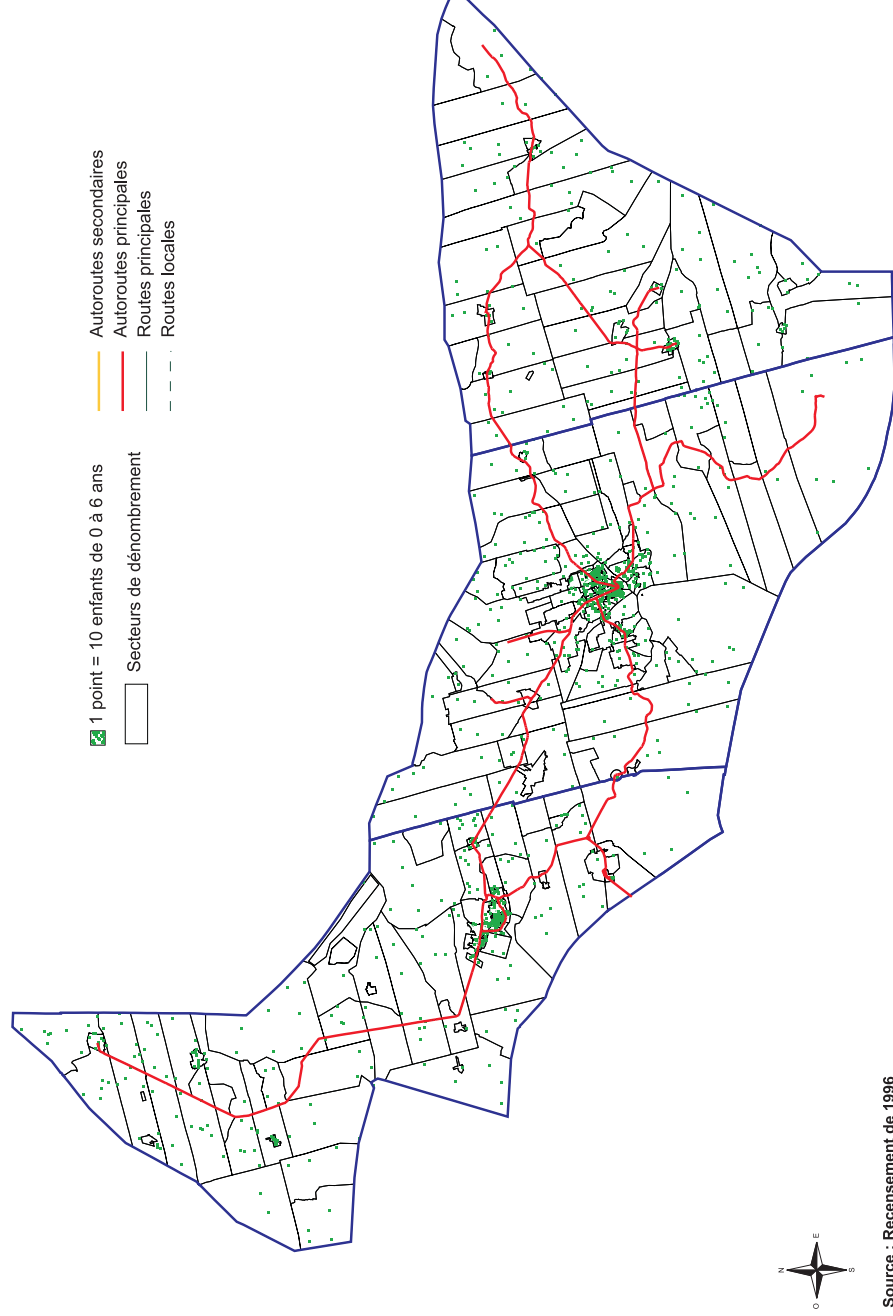 1 point = 10 enfants de 0 à 6 ans
Secteurs de dénombrement
Autoroutes secondaires
Autoroutes principales
Routes principales
Routes locales
N
O
E
S
Source : Recensement de 1996